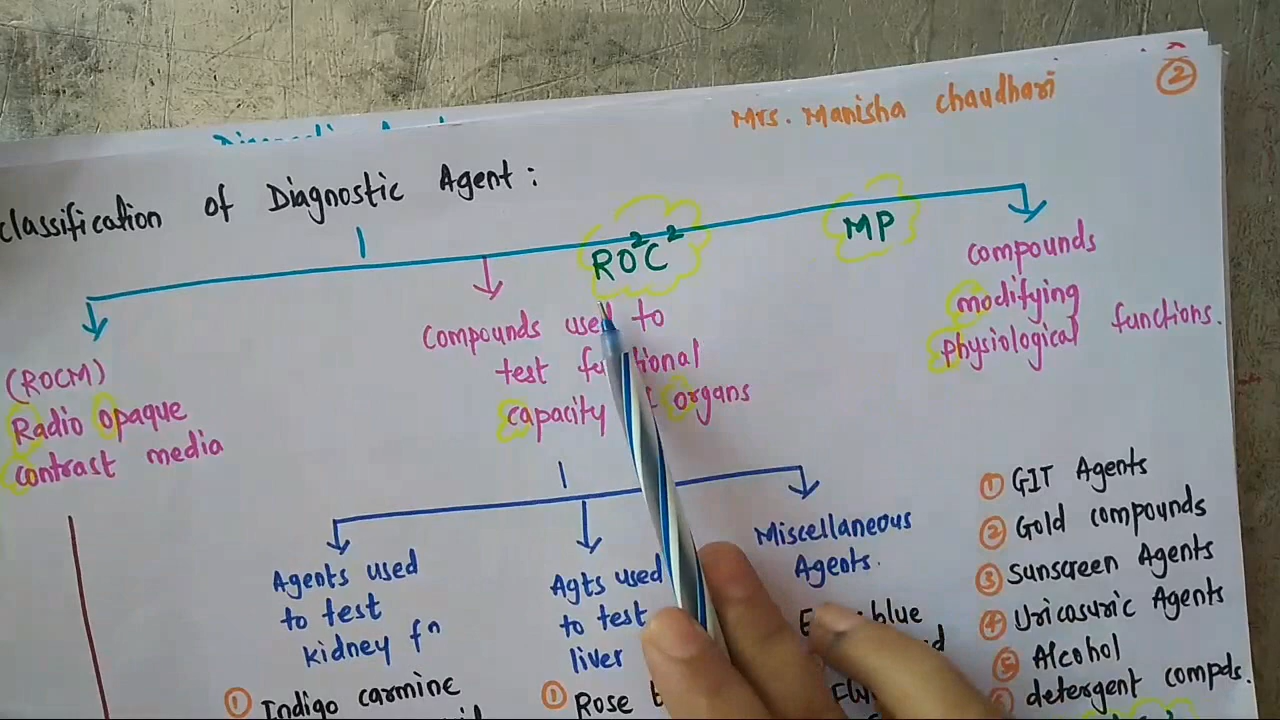 Mrs. Manisha chaudhari
②
classification of Diagnostic Agent:
RO²C²
MP
(ROCM)
Radio opaque
contrast media
Compounds used to
test
capacity
organs
compounds
modifying
physiological functions.
Agents used
to test
kidney fⁿ
① Indigo carmine
Agts used
to test
liver
① Rose
Miscellaneous
Agents.
blue
① GIT Agents
② Gold compounds
③ Sunscreen Agents
④ Uricosuric Agents
⑤ Alcohol
detergent compds.